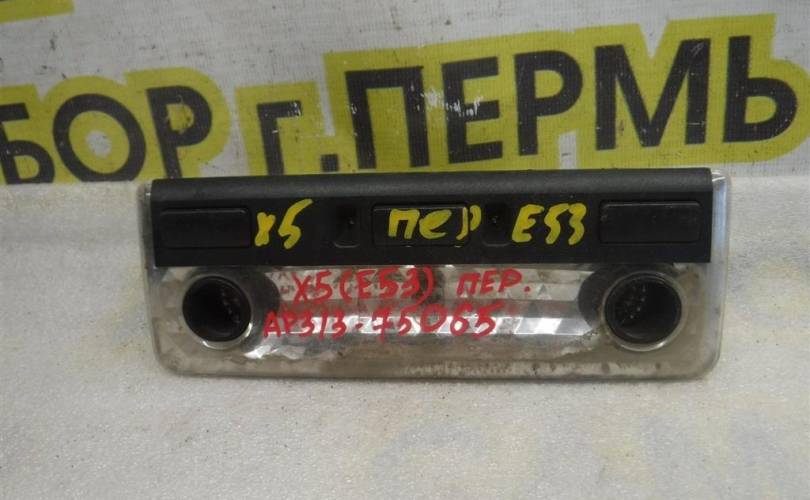 БОР г.ПЕРМЬ
X5 ПЕР E53
X5(E53) ПЕР.
AP313-75065